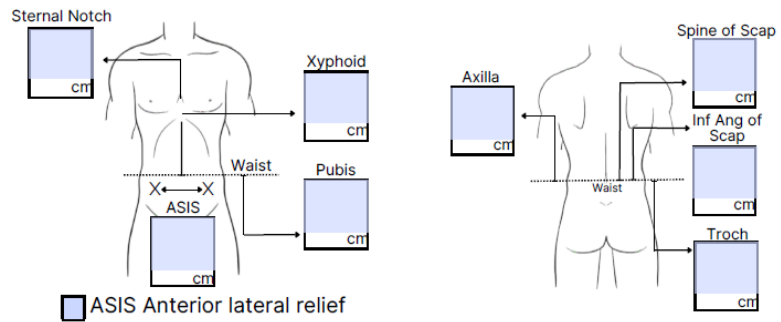 Sternal Notch
cm
Xyphoid
cm
Waist
Pubis
cm
X X
ASIS
cm
ASIS Anterior lateral relief
Spine of Scap
cm
Axilla
cm
Inf Ang of
Scap
cm
Waist
Troch
cm